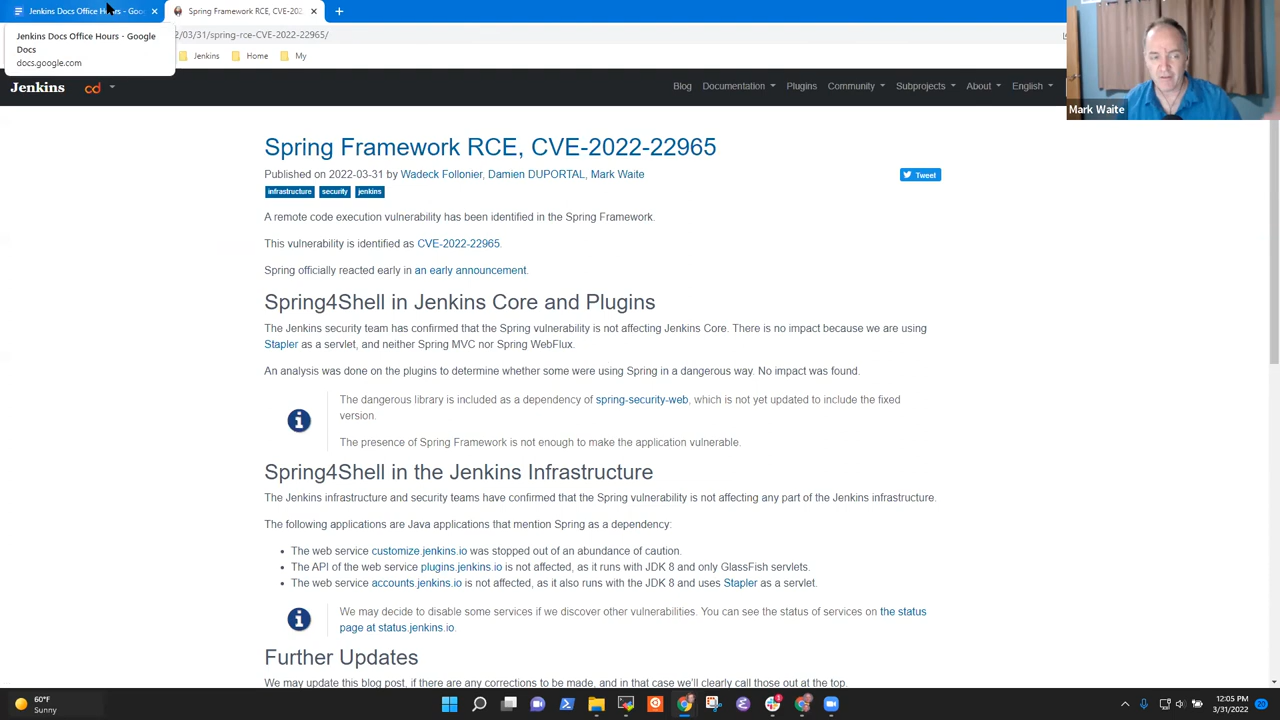 Jenkins Docs Office Hours - Goo
Spring Framework RCE, CVE-202
2/03/31/spring-rce-CVE-2022-22965/
Jenkins Docs Office Hours - Google
Docs
docs.google.com
Jenkins
Home
My
Jenkins
cd
Blog
Documentation
Plugins
Community
Subprojects
About
English
Mark Waite
Spring Framework RCE, CVE-2022-22965
Published on 2022-03-31 by Wadeck Follonier, Damien DUPORTAL, Mark Waite
Tweet
infrastructure security jenkins
A remote code execution vulnerability has been identified in the Spring Framework.
This vulnerability is identified as CVE-2022-22965.
Spring officially reacted early in an early announcement.
Spring4Shell in Jenkins Core and Plugins
The Jenkins security team has confirmed that the Spring vulnerability is not affecting Jenkins Core. There is no impact because we are using
Stapler as a servlet, and neither Spring MVC nor Spring WebFlux.
An analysis was done on the plugins to determine whether some were using Spring in a dangerous way. No impact was found.
The dangerous library is included as a dependency of spring-security-web, which is not yet updated to include the fixed
version.
The presence of Spring Framework is not enough to make the application vulnerable.
Spring4Shell in the Jenkins Infrastructure
The Jenkins infrastructure and security teams have confirmed that the Spring vulnerability is not affecting any part of the Jenkins infrastructure.
The following applications are Java applications that mention Spring as a dependency:
The web service customize.jenkins.io was stopped out of an abundance of caution.
The API of the web service plugins.jenkins.io is not affected, as it runs with JDK 8 and only GlassFish servlets.
The web service accounts.jenkins.io is not affected, as it also runs with the JDK 8 and uses Stapler as a servlet.
We may decide to disable some services if we discover other vulnerabilities. You can see the status of services on the status
page at status.jenkins.io.
Further Updates
We may update this blog post, if there are any corrections to be made, and in that case we'll clearly call those out at the top.
60°F
Sunny
12:05 PM
3/31/2022
20